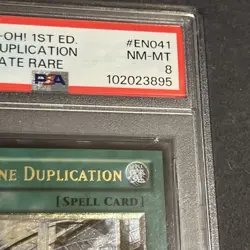 -OH! 1ST ED. #EN041
DUPLICATION NM-MT
ATE RARE 8
PSA 102023895
NE DUPLICATION
[SPELL CARD]